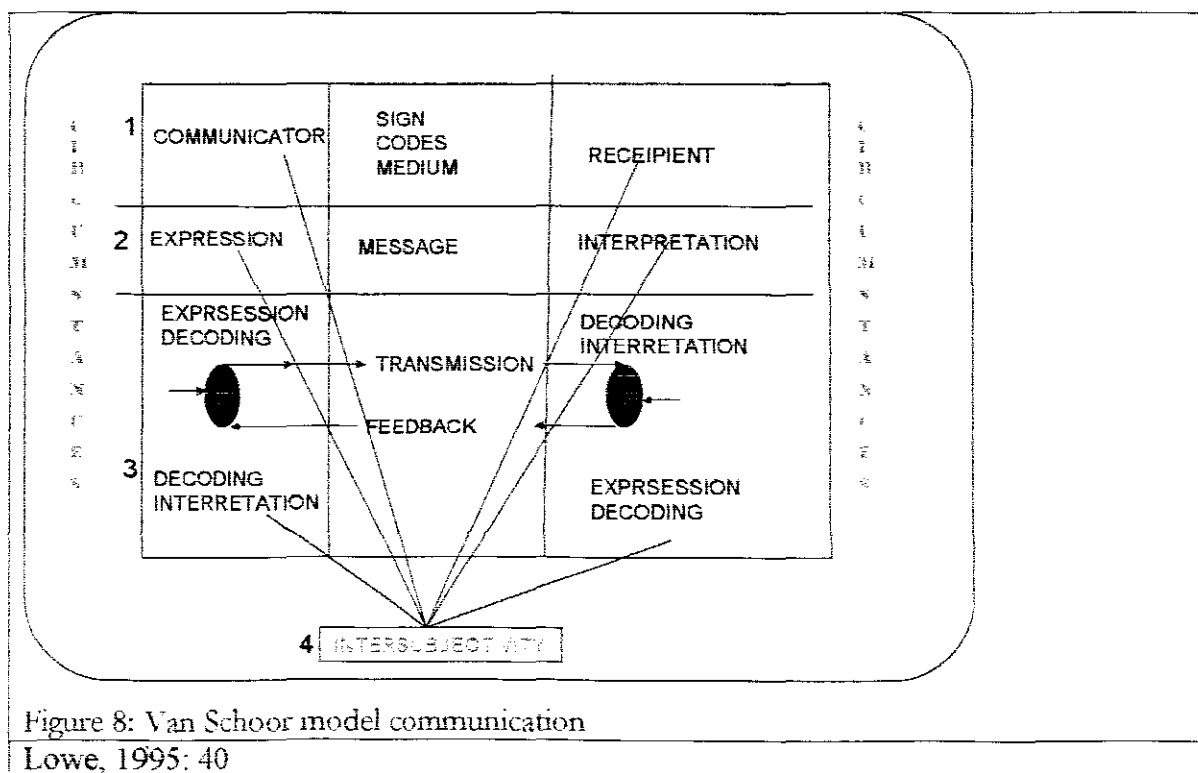 1
COMMUNICATOR
SIGN
CODES
MEDIUM
RECEIPIENT
2
EXPRESSION
MESSAGE
INTERPRETATION
EXPRSESSION
DECODING
DECODING
INTERRETATION
TRANSMISSION
FEEDBACK
3
DECODING
INTERRETATION
EXPRSESSION
DECODING
4 INTERSUBJECTIVITY
Figure 8: Van Schoor model communication
Lowe, 1995: 40